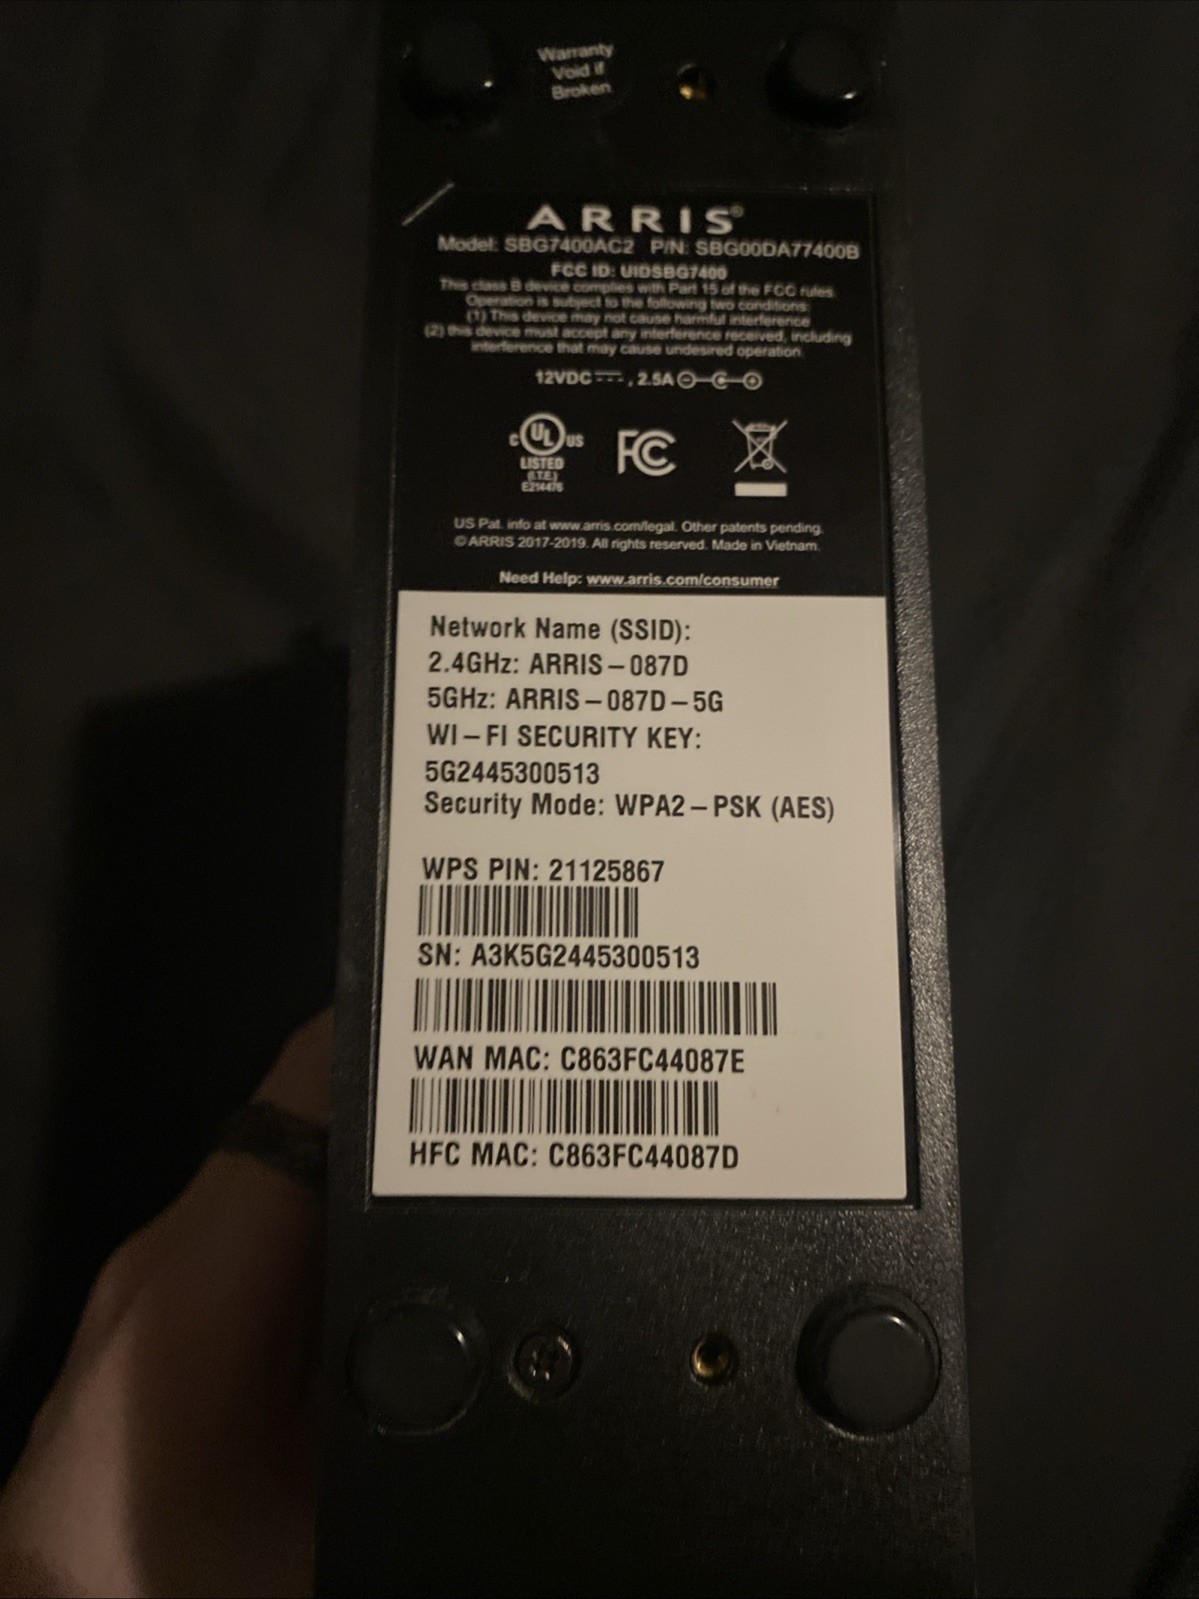 Warranty
Void if
Broken
ARRIS®
Model: SBG7400AC2 P/N: SBG00DA77400B
FCC ID: UIDSBG7400
This class B device complies with Part 15 of the FCC rules.
Operation is subject to the following two conditions:
(1) This device may not cause harmful interference
(2) this device must accept any interference received, including
interference that may cause undesired operation.
12VDC ⎓, 2.5A
c UL US FC
LISTED
(I.T.E.)
E214476
US Pat. info at www.arris.com/legal. Other patents pending.
© ARRIS 2017-2019. All rights reserved. Made in Vietnam.
Need Help: www.arris.com/consumer
Network Name (SSID):
2.4GHz: ARRIS-087D
5GHz: ARRIS-087D-5G
WI-FI SECURITY KEY:
5G2445300513
Security Mode: WPA2-PSK (AES)
WPS PIN: 21125867
SN: A3K5G2445300513
WAN MAC: C863FC44087E
HFC MAC: C863FC44087D